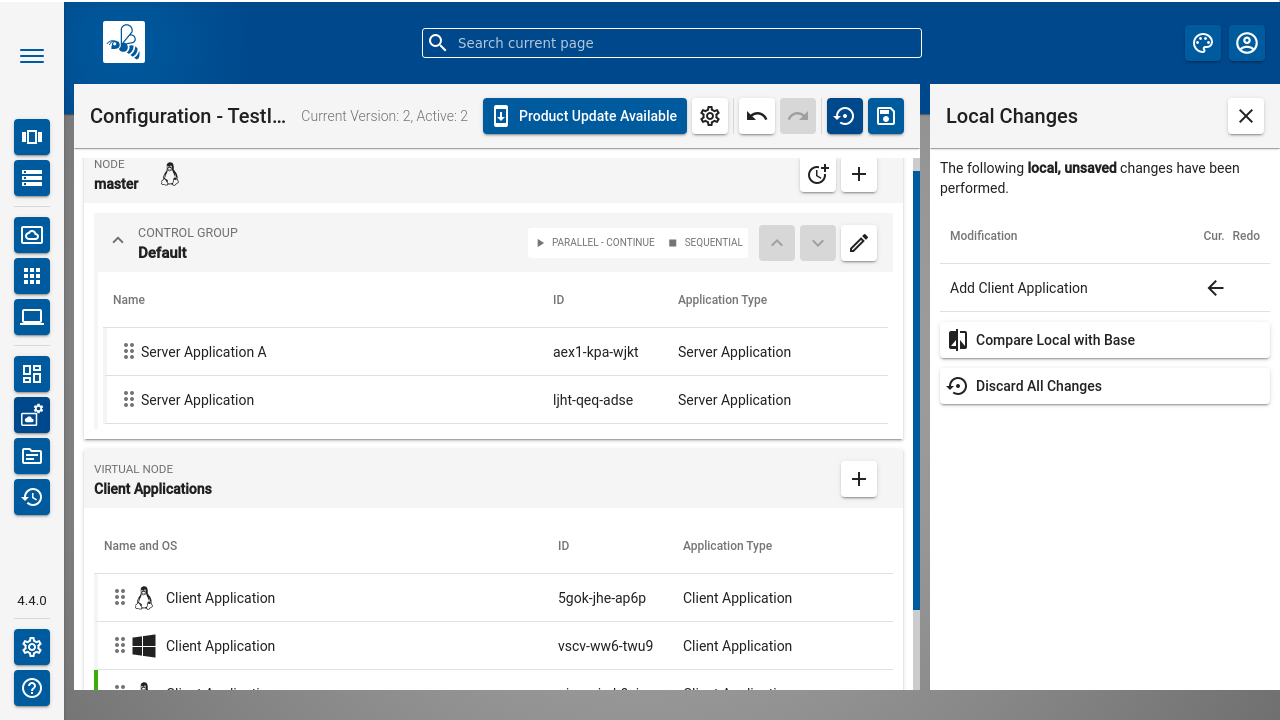 Search current page
Configuration - Testl...
Current Version: 2, Active: 2
Product Update Available
NODE
master
CONTROL GROUP
Default
PARALLEL - CONTINUE
SEQUENTIAL
Name ID Application Type
Server Application A aex1-kpa-wjkt Server Application
Server Application ljht-qeq-adse Server Application
VIRTUAL NODE
Client Applications
Name and OS ID Application Type
Client Application 5gok-jhe-ap6p Client Application
Client Application vscv-ww6-twu9 Client Application
4.4.0
Local Changes
The following local, unsaved changes have been
performed.
Modification Cur. Redo
Add Client Application
Compare Local with Base
Discard All Changes